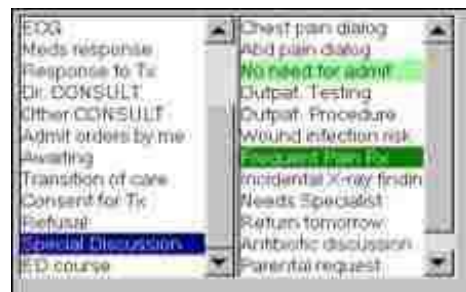 ECG
Meds response
Response to Tx
Dr. CONSULT
Other CONSULT
Admit orders by me
Awaiting
Transition of care
Consent for Tx
Refusal
Special Discussion
ED course
Chest pain dialog
Abd pain dialog
No need for admit
Outpat. Testing
Outpat. Procedure
Wound infection risk
Frequent Pain Rx
Incidental X-ray findin
Needs Specialist
Return tomorrow
Antibiotic discussion
Parental request